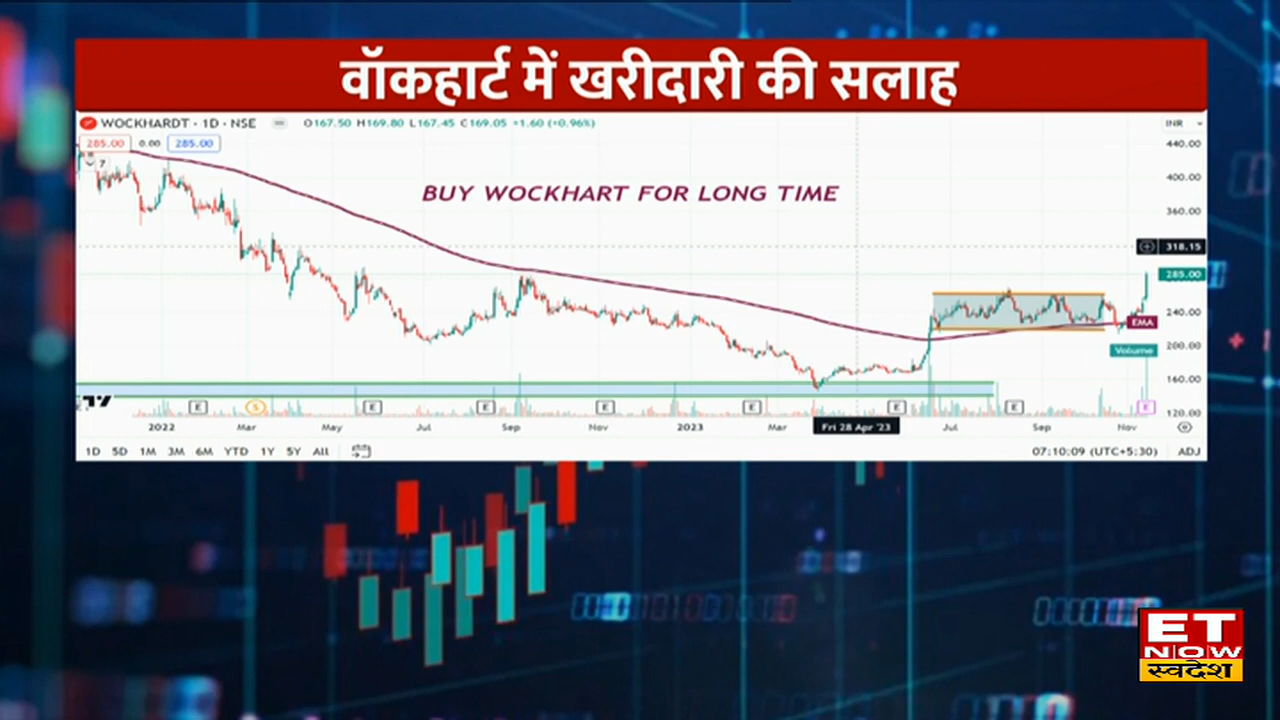 वॉकहार्ट में खरीदारी की सलाह
WOCKHARDT · 1D · NSE O167.50 H169.80 L167.45 C169.05 +1.60 (+0.96%) INR
285.00 0.00 285.00
7
BUY WOCKHART FOR LONG TIME
440.00
400.00
360.00
318.15
285.00
240.00
EMA
200.00
Volume
160.00
120.00
E S E E E E E E E
2022 Mar May Jul Sep Nov 2023 Mar Fri 28 Apr '23 Jul Sep Nov
1D 5D 1M 3M 6M YTD 1Y 5Y All 07:10:09 (UTC+5:30) ADJ
ET
NOW
स्वदेश